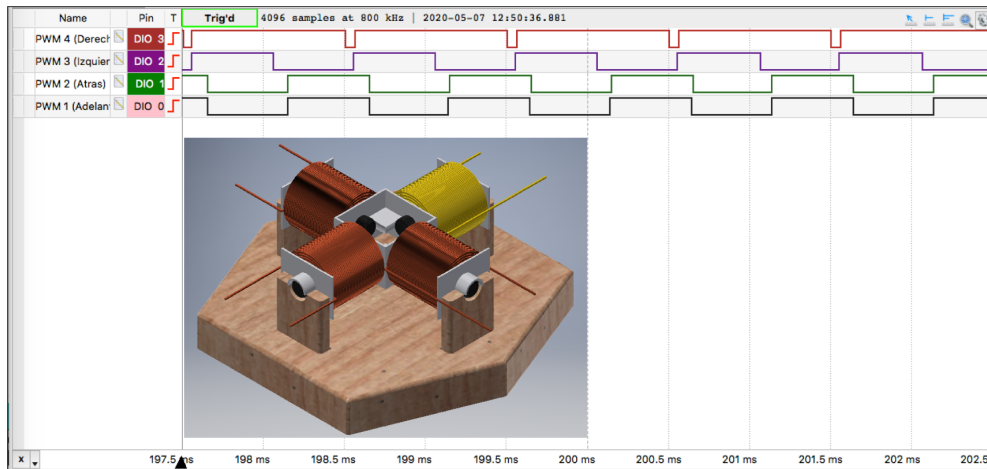 Name Pin T Trig'd 4096 samples at 800 kHz | 2020-05-07 12:50:36.881
PWM 4 (Derech DIO 3
PWM 3 (Izquier DIO 2
PWM 2 (Atras) DIO 1
PWM 1 (Adelan DIO 0
X 197.5 ms 198 ms 198.5 ms 199 ms 199.5 ms 200 ms 200.5 ms 201 ms 201.5 ms 202 ms 202.5